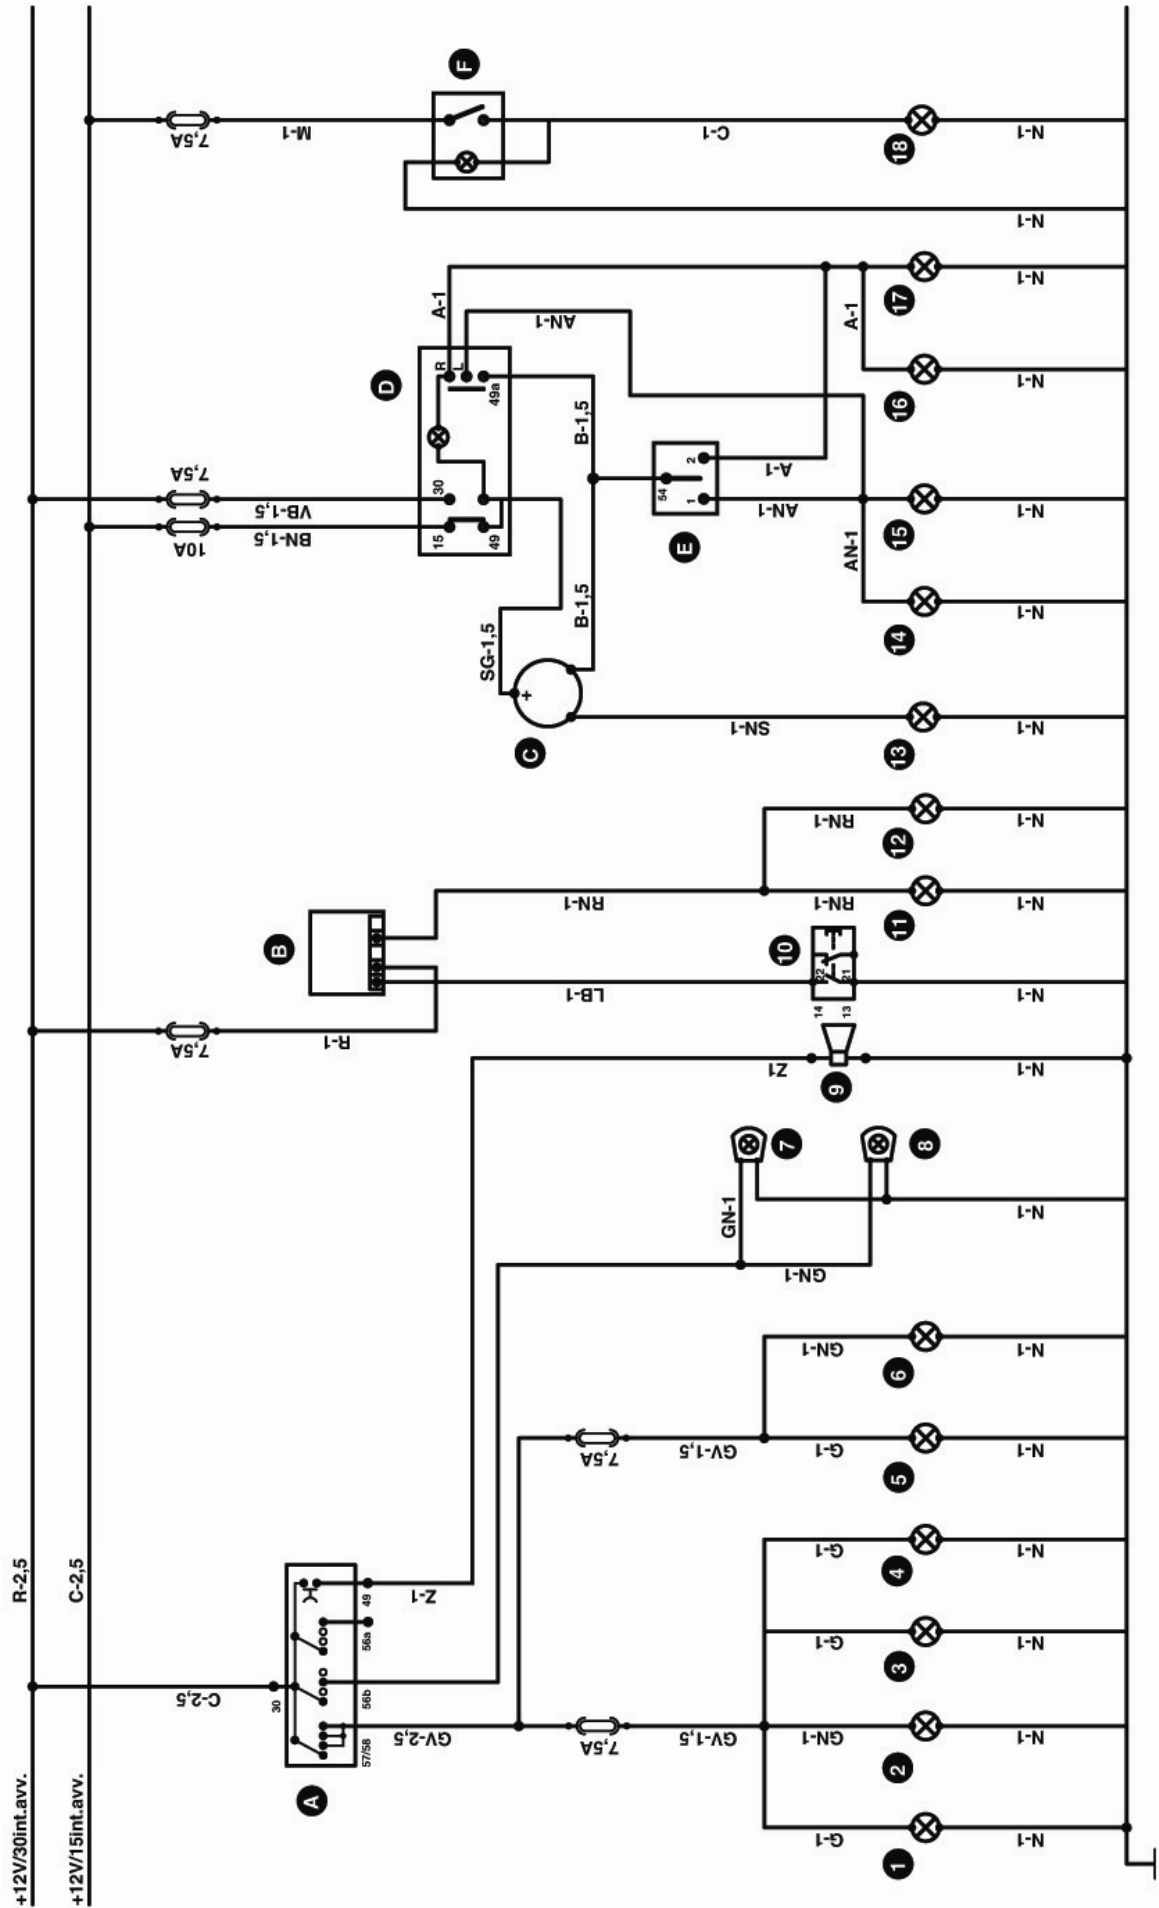 F
7,5A
M-1
C-1
18
N-1
N-1
A-1
AN-1
A-1
17
N-1
16
N-1
D
R
L
49a
30
15
49
7,5A
VB-1,5
10A
BN-1,5
B-1,5
54
2
1
A-1
AN-1
E
15
N-1
AN-1
14
N-1
SG-1,5
B-1,5
+
C
SN-1
13
N-1
RN-1
12
N-1
B
RN-1
RN-1
11
N-1
10
22
21
14
13
LB-1
N-1
7,5A
R-1
Z1
9
N-1
7
8
GN-1
GN-1
N-1
GN-1
6
N-1
7,5A
GV-1,5
G-1
5
N-1
G-1
4
N-1
G-1
3
N-1
R-2,5
C-2,5
C-2,5
30
49
56a
56b
57/58
Z-1
GV-2,5
A
7,5A
GV-1,5
GN-1
2
N-1
G-1
1
N-1
+12V/30int.avv.
+12V/15int.avv.